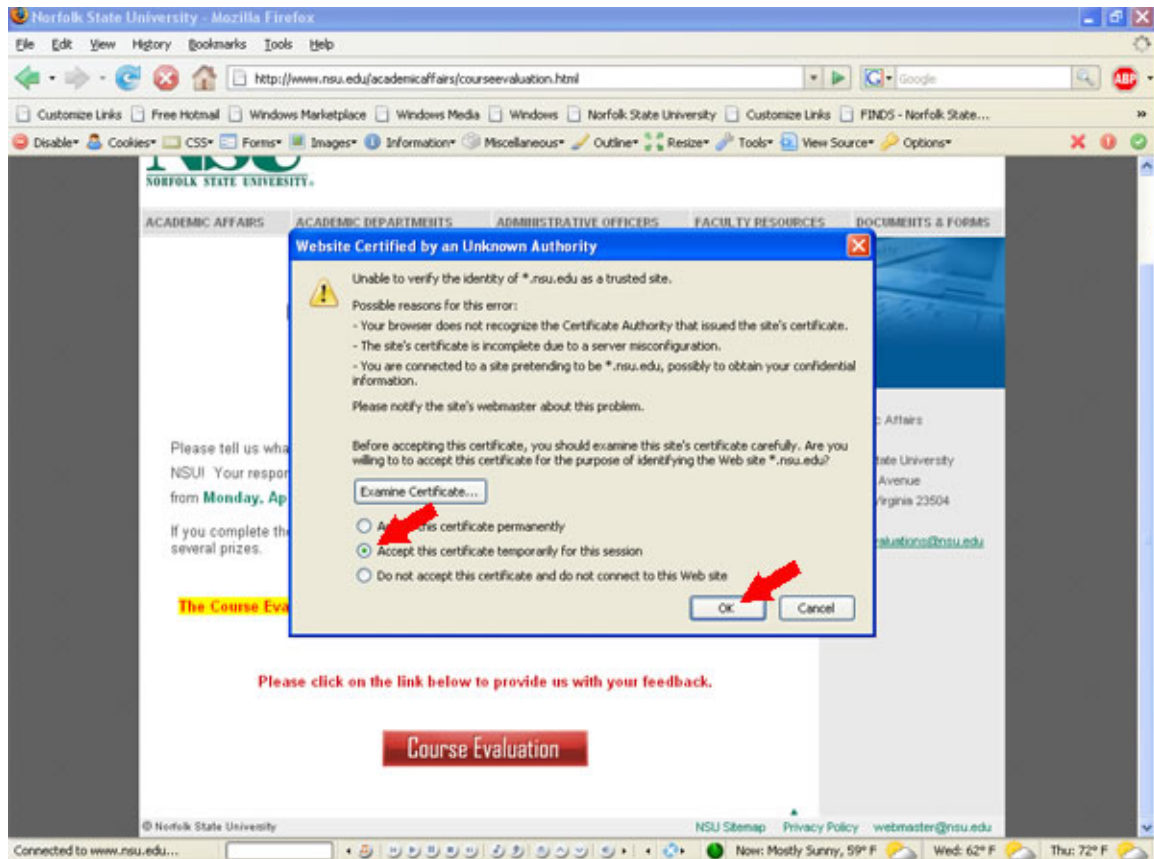 Norfolk State University - Mozilla Firefox
File Edit View History Bookmarks Tools Help
http://www.nsu.edu/academicaffairs/courseevaluation.html Google ABP
Customize Links Free Hotmail Windows Marketplace Windows Media Windows Norfolk State University Customize Links FINDS - Norfolk State...
Disable Cookies CSS Forms Images Information Miscellaneous Outline Resize Tools View Source Options
NSU
NORFOLK STATE UNIVERSITY.
ACADEMIC AFFAIRS ACADEMIC DEPARTMENTS ADMINISTRATIVE OFFICERS FACULTY RESOURCES DOCUMENTS & FORMS
Website Certified by an Unknown Authority
Unable to verify the identity of *.nsu.edu as a trusted site.
Possible reasons for this error:
- Your browser does not recognize the Certificate Authority that issued the site's certificate.
- The site's certificate is incomplete due to a server misconfiguration.
- You are connected to a site pretending to be *.nsu.edu, possibly to obtain your confidential
information.
Please notify the site's webmaster about this problem.
Before accepting this certificate, you should examine this site's certificate carefully. Are you
willing to to accept this certificate for the purpose of identifying the Web site *.nsu.edu?
Examine Certificate...
this certificate permanently
Accept this certificate temporarily for this session
Do not accept this certificate and do not connect to this Web site
OK Cancel
Affairs
Please tell us wha
NSU! Your respon
from Monday, Ap
If you complete the
several prizes.
State University
Avenue
Virginia 23504
aluations@nsu.edu
The Course Eva
Please click on the link below to provide us with your feedback.
Course Evaluation
© Norfolk State University NSU Sitemap Privacy Policy webmaster@nsu.edu
Connected to www.nsu.edu... Now: Mostly Sunny, 59° F Wed: 62° F Thu: 72° F